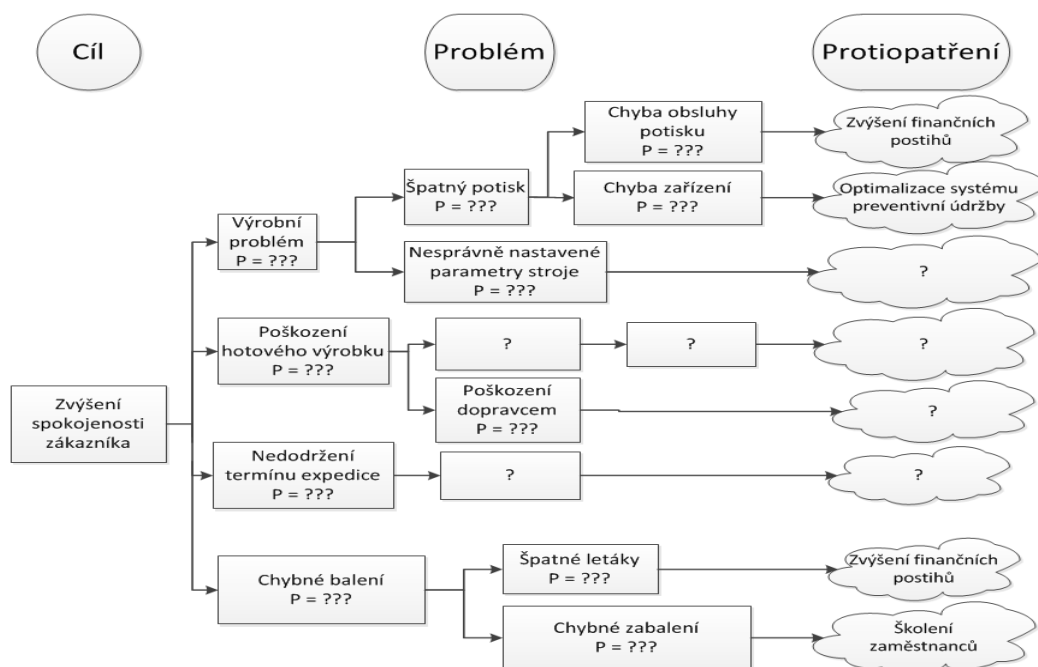 Cíl
Problém
Protiopatření
Chyba obsluhy
potisku
P = ???
Zvýšení finančních
postihů
Špatný potisk
P = ???
Chyba zařízení
P = ???
Optimalizace systému
preventivní údržby
Výrobní
problém
P = ???
Nesprávně nastavené
parametry stroje
P = ???
?
Poškození
hotového výrobku
P = ???
?
?
?
Poškození
dopravcem
P = ???
?
Zvýšení
spokojenosti
zákazníka
Nedodržení
termínu expedice
P = ???
?
?
Chybné balení
P = ???
Špatné letáky
P = ???
Zvýšení finančních
postihů
Chybné zabalení
P = ???
Školení
zaměstnanců